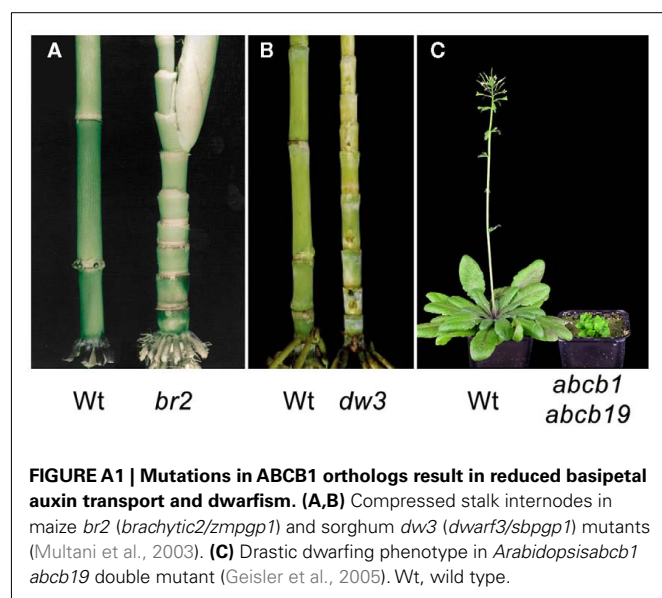 A B C
Wt br2 Wt dw3 Wt abcb1
abcb19
FIGURE A1 | Mutations in ABCB1 orthologs result in reduced basipetal
auxin transport and dwarfism. (A,B) Compressed stalk internodes in
maize br2 (brachytic2/zmpgp1) and sorghum dw3 (dwarf3/sbpgp1) mutants
(Multani et al., 2003). (C) Drastic dwarfing phenotype in Arabidopsisabcb1
abcb19 double mutant (Geisler et al., 2005). Wt, wild type.